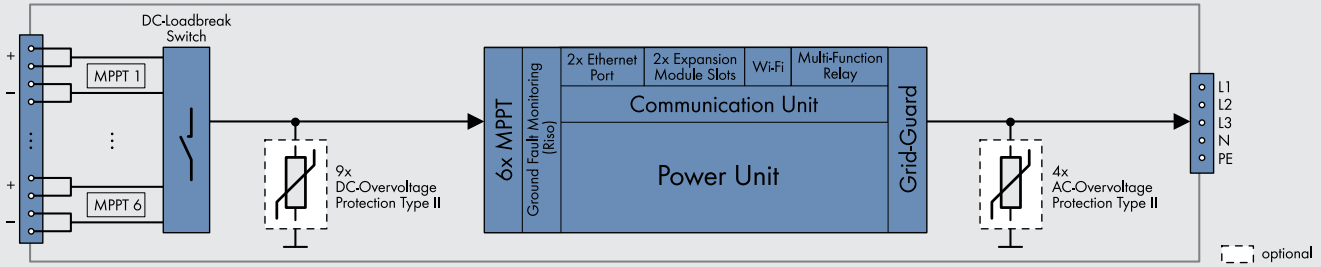 DC-Loadbreak
Switch
+
MPPT 1
−
...
...
+
MPPT 6
−
9x
DC-Overvoltage
Protection Type II
6x MPPT
Ground Fault Monitoring
(Riso)
2x Ethernet
Port
2x Expansion
Module Slots
Wi-Fi
Multi-Function
Relay
Communication Unit
Power Unit
Grid-Guard
4x
AC-Overvoltage
Protection Type II
L1
L2
L3
N
PE
optional